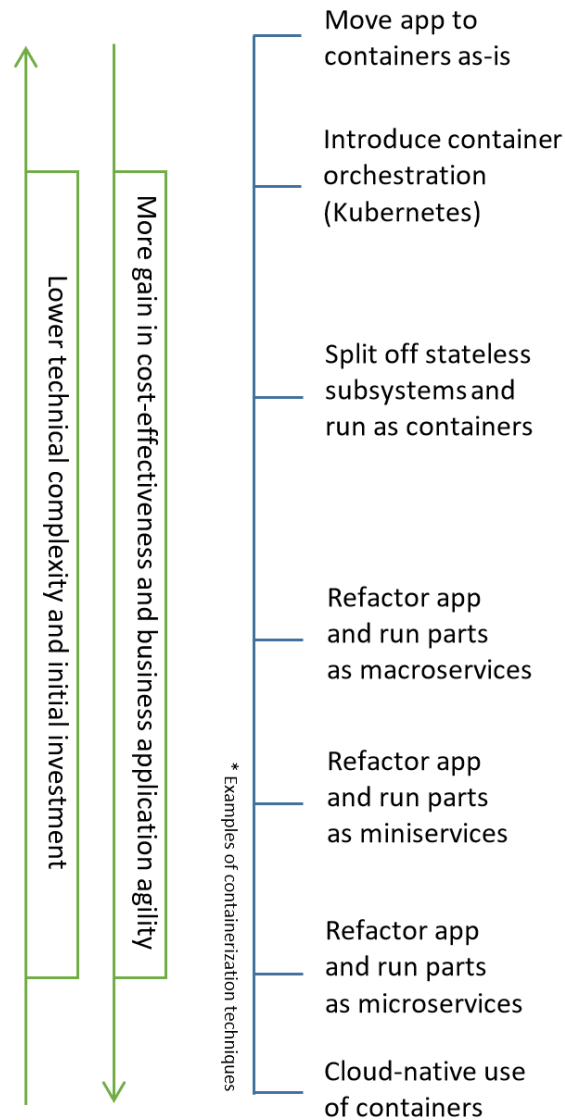 Move app to
containers as-is
Introduce container
orchestration
(Kubernetes)
Split off stateless
subsystems and
run as containers
Refactor app
and run parts
as macroservices
Refactor app
and run parts
as miniservices
Refactor app
and run parts
as microservices
Cloud-native use
of containers
Lower technical complexity and initial investment
More gain in cost-effectiveness and business application agility
* Examples of containerization techniques